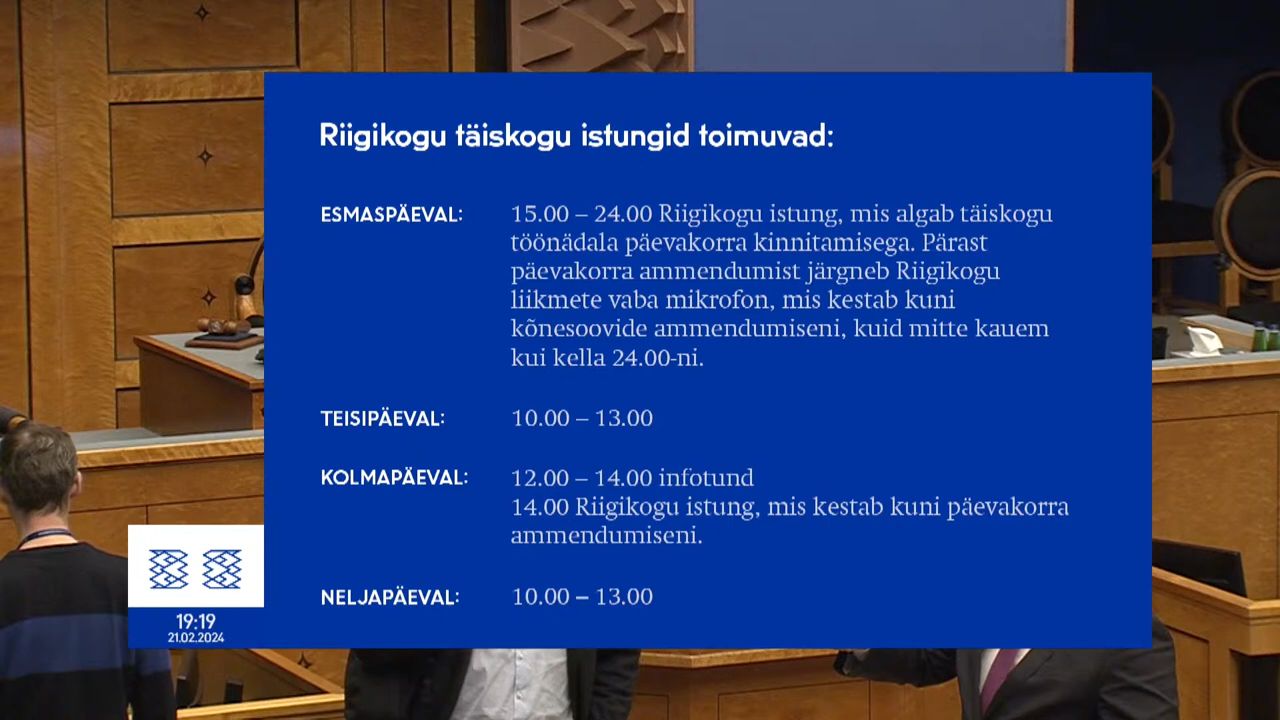 Riigikogu täiskogu istungid toimuvad:
ESMASPÄEVAL: 15.00 – 24.00 Riigikogu istung, mis algab täiskogu
töönädala päevakorra kinnitamisega. Pärast
päevakorra ammendumist järgneb Riigikogu
liikmete vaba mikrofon, mis kestab kuni
kõnesoovide ammendumiseni, kuid mitte kauem
kui kella 24.00-ni.
TEISIPÄEVAL: 10.00 – 13.00
KOLMAPÄEVAL: 12.00 – 14.00 infotund
14.00 Riigikogu istung, mis kestab kuni päevakorra
ammendumiseni.
NELJAPÄEVAL: 10.00 – 13.00
19:19
21.02.2024